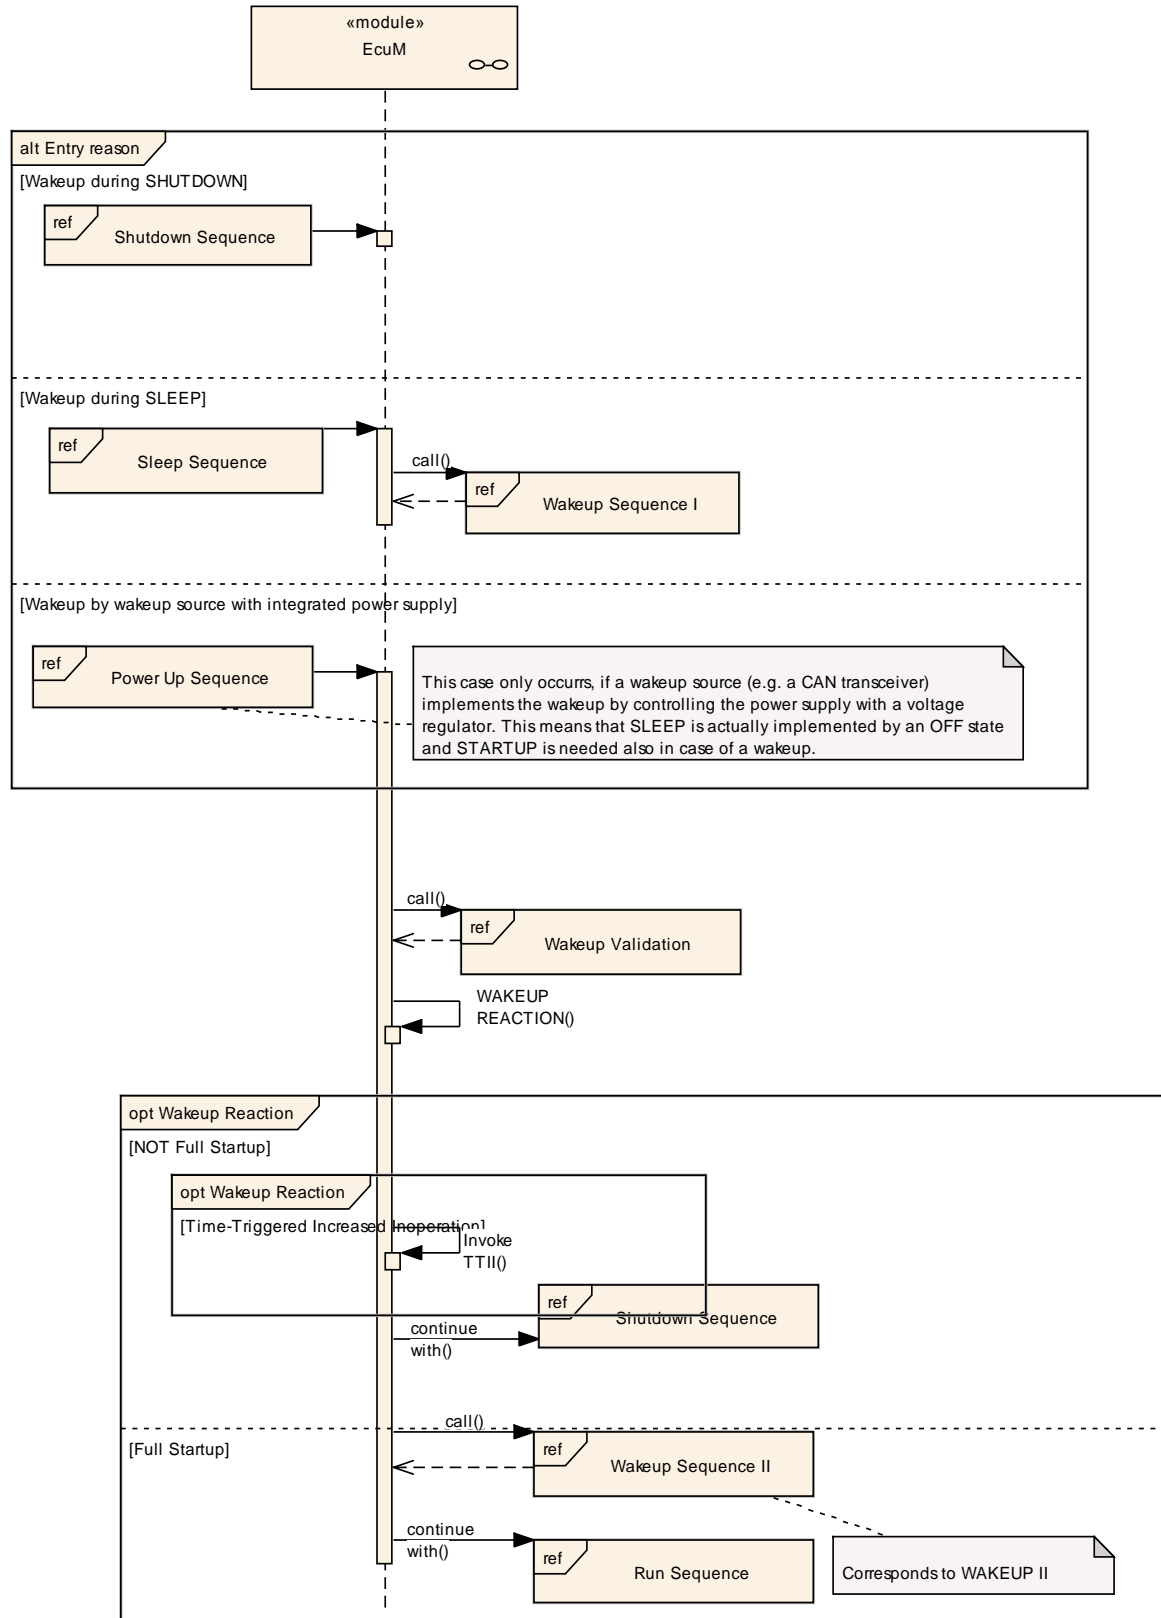 «module»
EcuM
alt Entry reason
[Wakeup during SHUTDOWN]
ref
Shutdown Sequence
[Wakeup during SLEEP]
ref
Sleep Sequence
call()
ref
Wakeup Sequence I
[Wakeup by wakeup source with integrated power supply]
ref
Power Up Sequence
This case only occurrs, if a wakeup source (e.g. a CAN transceiver)
implements the wakeup by controlling the power supply with a voltage
regulator. This means that SLEEP is actually implemented by an OFF state
and STARTUP is needed also in case of a wakeup.
call()
ref
Wakeup Validation
WAKEUP
REACTION()
opt Wakeup Reaction
[NOT Full Startup]
opt Wakeup Reaction
[Time-Triggered Increased Inoperation]
Invoke
TTII()
ref
Shutdown Sequence
continue
with()
call()
[Full Startup]
ref
Wakeup Sequence II
continue
with()
ref
Run Sequence
Corresponds to WAKEUP II